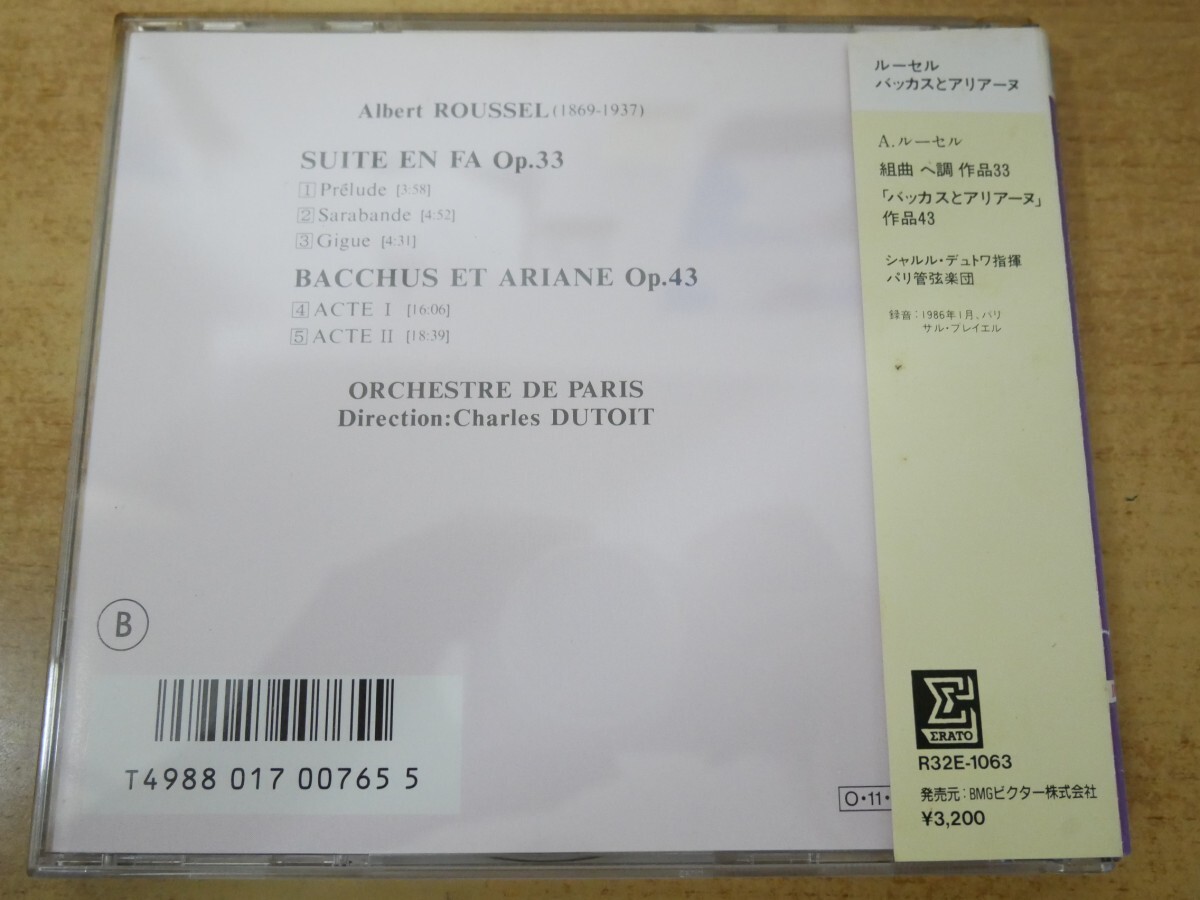 Albert ROUSSEL (1869-1937)
SUITE EN FA Op.33
1 Prélude [3:58]
2 Sarabande [4:52]
3 Gigue [4:31]
BACCHUS ET ARIANE Op.43
4 ACTE I [16:06]
5 ACTE II [18:39]
ORCHESTRE DE PARIS
Direction:Charles DUTOIT
B
T4988 017 00765 5
O・11・
ルーセル
バッカスとアリアーヌ
A. ルーセル
組曲 ヘ調 作品33
「バッカスとアリアーヌ」
作品43
シャルル・デュトワ指揮
パリ管弦楽団
録音:1986年1月、パリ
サル・プレイエル
ERATO
R32E-1063
発売元:BMGビクター株式会社
¥3,200